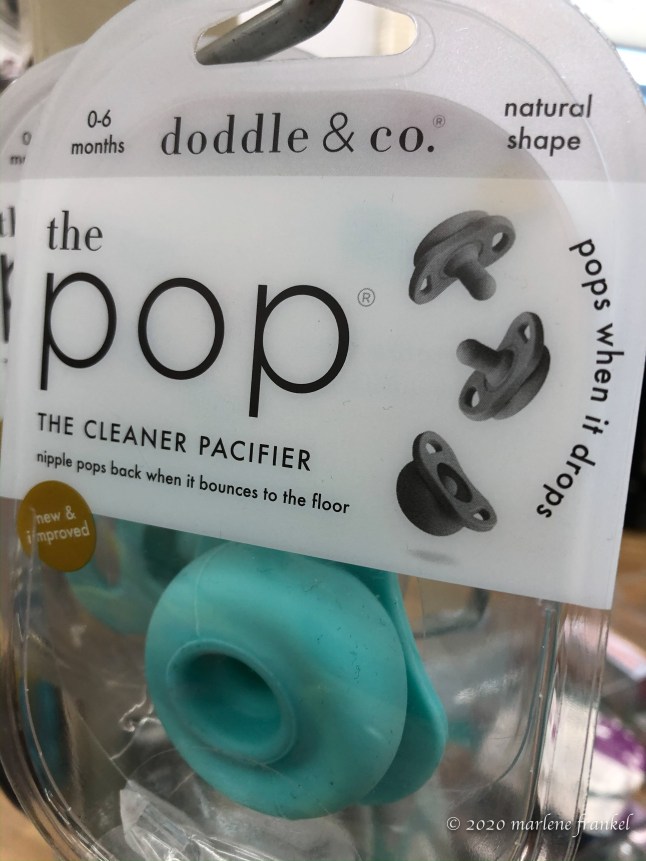 0-6
months
doddle & co.®
natural
shape
the
pop®
pops when it drops
THE CLEANER PACIFIER
nipple pops back when it bounces to the floor
new &
improved
© 2020 marlene frankel